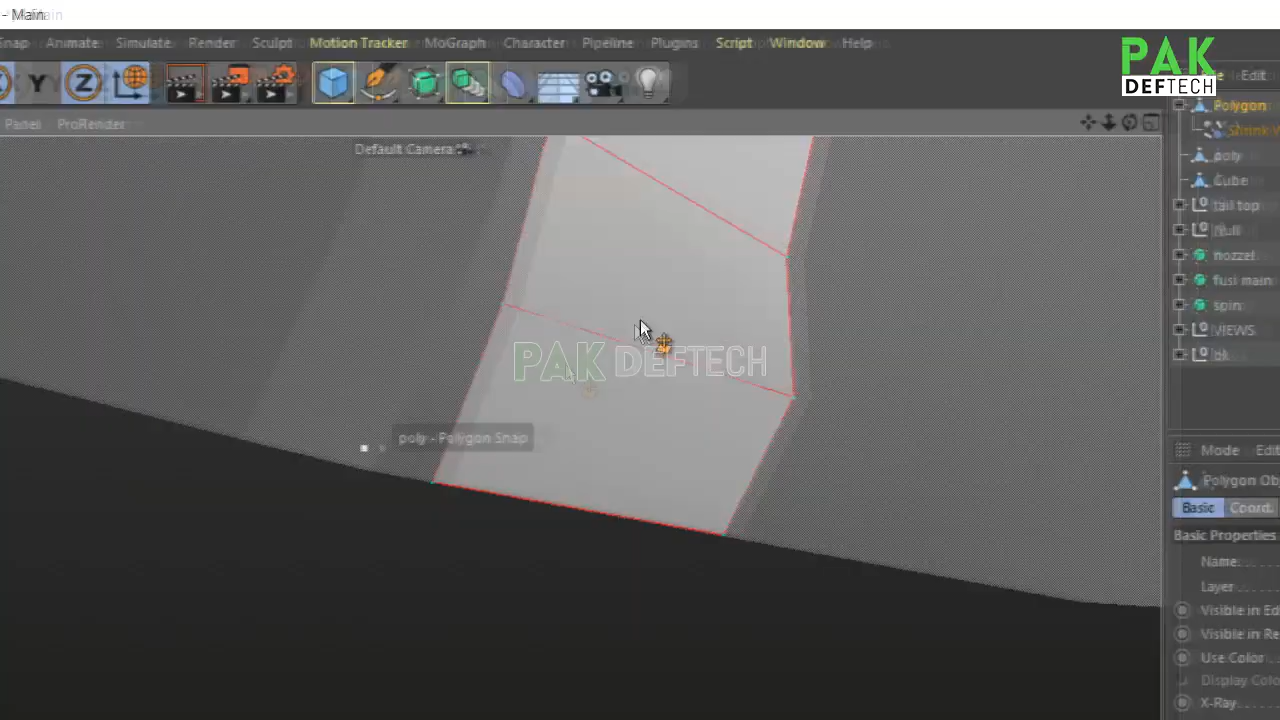 - Main
Snap Animate Simulate Render Sculpt Motion Tracker MoGraph Character Pipeline Plugins Script Window Help
PAK
DEFTECH
Edit
X Y Z
Panel ProRender
Default Camera
Polygon
Shrink
poly
Cube
tail top
Null
nozzel
fusi main
spin
VIEWS
PAK DEFTECH
poly - Polygon Snap
Mode Edit
Polygon Ob
Basic Coord.
Basic Properties
Name
Layer
Visible in Ed
Visible in Re
Use Color
Display Colo
X-Ray